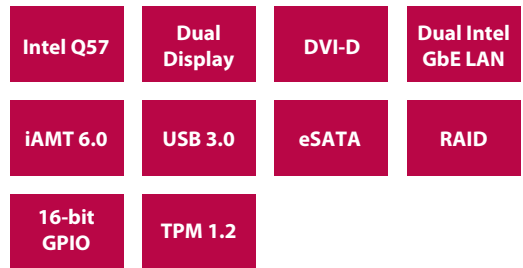 Intel Q57
Dual
Display
DVI-D
Dual Intel
GbE LAN
iAMT 6.0
USB 3.0
eSATA
RAID
16-bit
GPIO
TPM 1.2